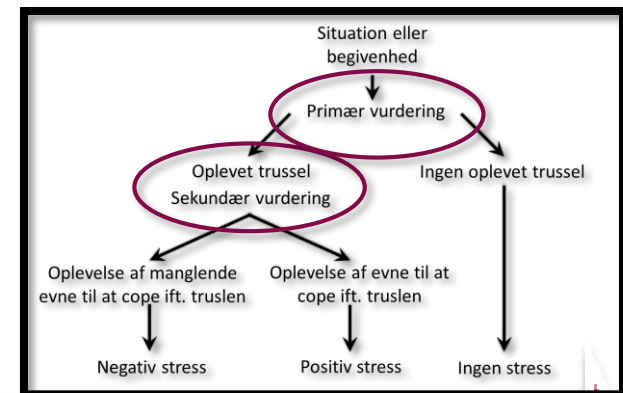 Situation eller
begivenhed
Primær vurdering
Oplevet trussel
Sekundær vurdering
Ingen oplevet trussel
Oplevelse af manglende
evne til at cope ift. truslen
Oplevelse af evne til at
cope ift. truslen
Negativ stress
Positiv stress
Ingen stress